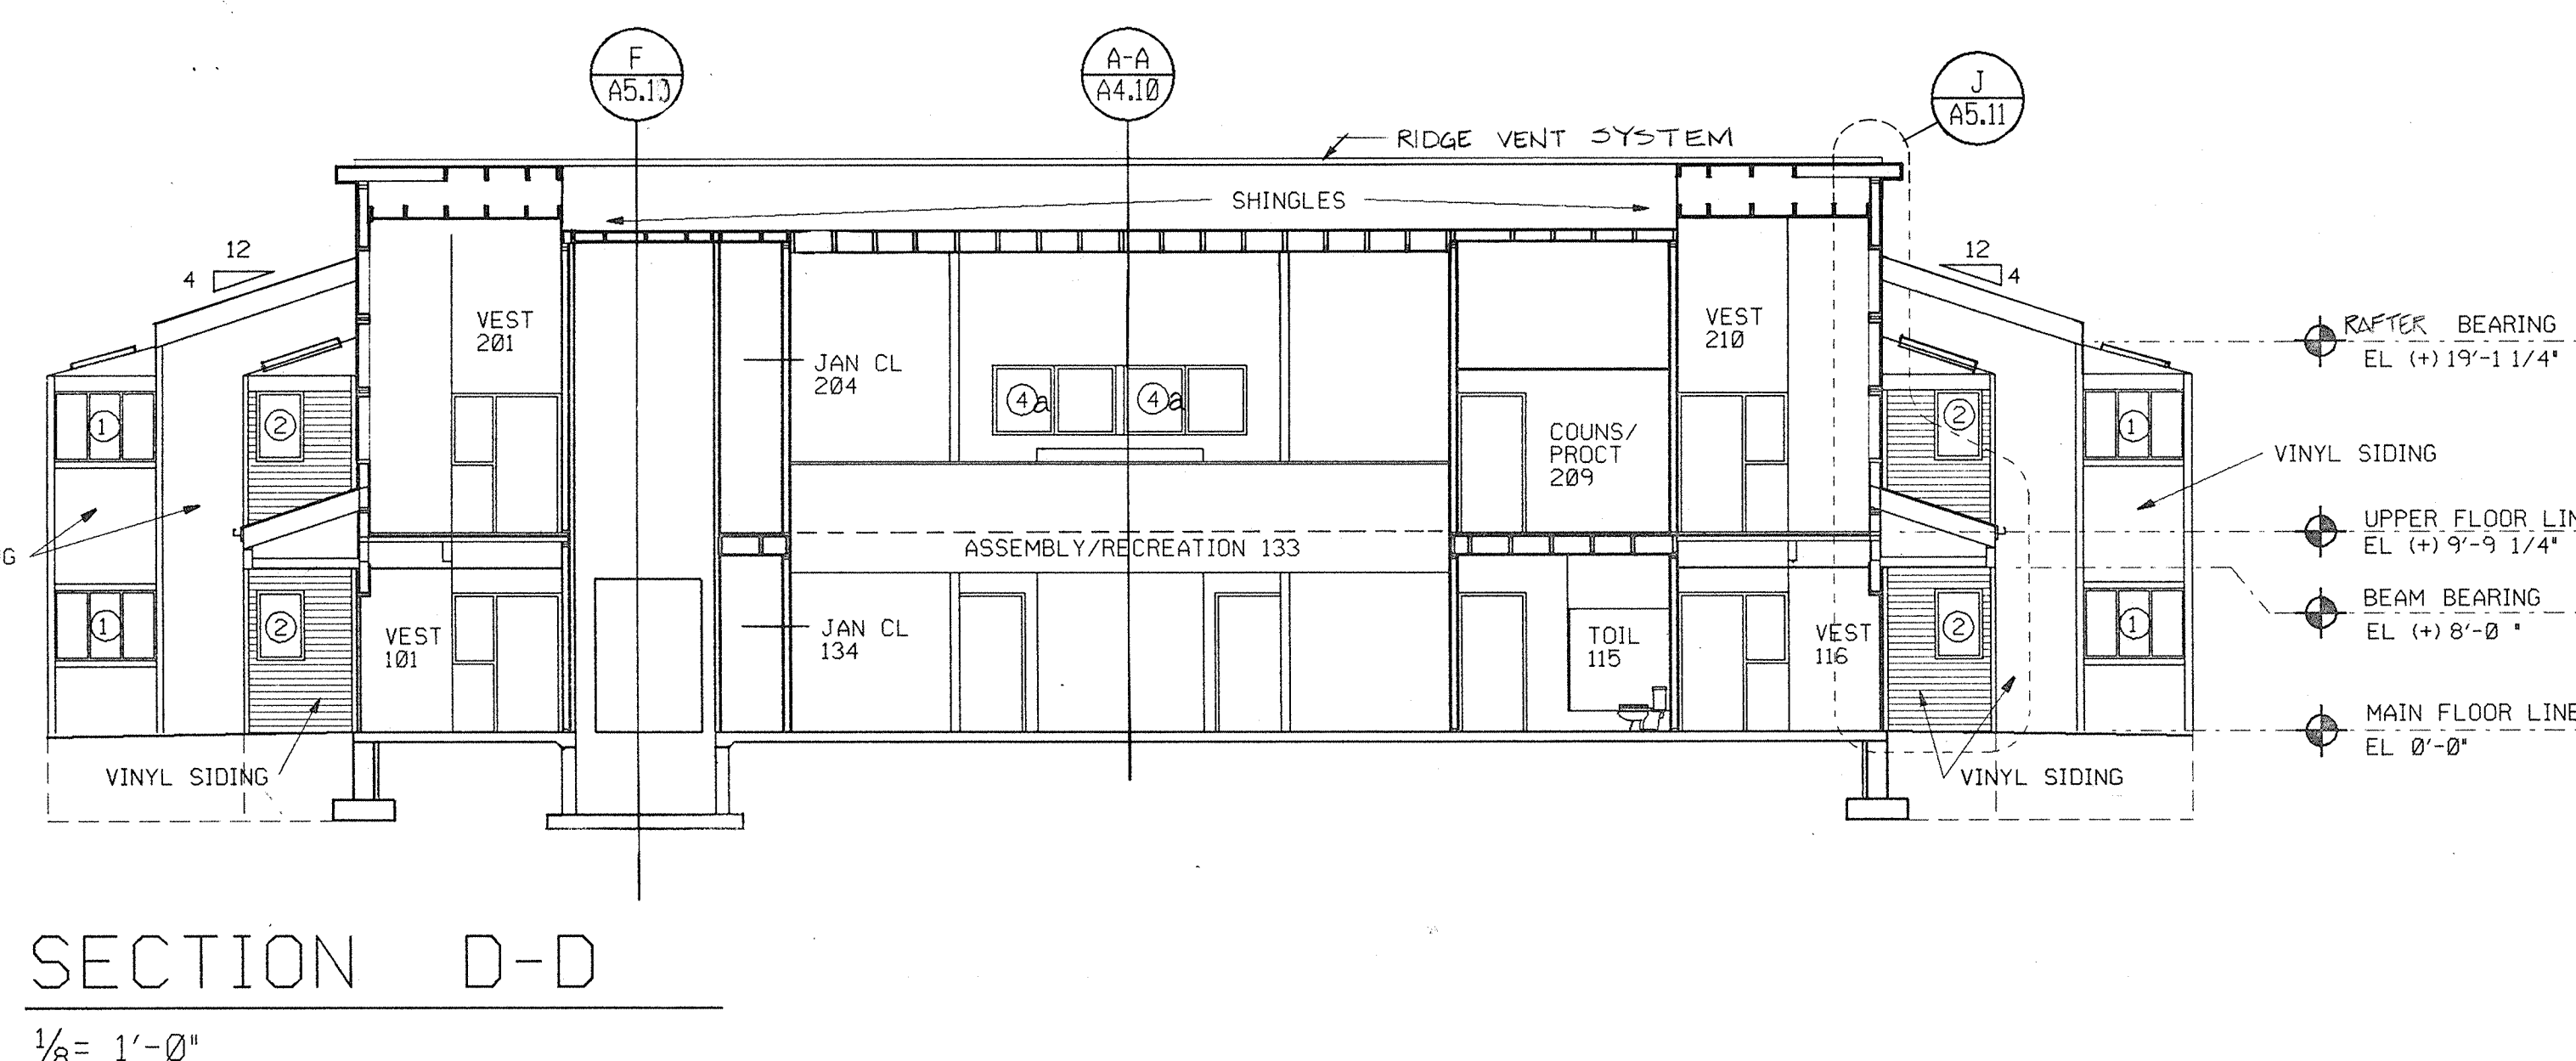 F
A5.10
A-A
A4.10
J
A5.11
RIDGE VENT SYSTEM
SHINGLES
12
4
12
4
RAFTER BEARING
EL (+) 19'-1 1/4"
VEST
201
JAN CL
204
4a
4a
VEST
210
COUNS/
PROCT
209
1
2
2
1
VINYL SIDING
UPPER FLOOR LIN
EL (+) 9'-9 1/4"
G
ASSEMBLY/RECREATION 133
BEAM BEARING
EL (+) 8'-0 "
1
2
VEST
101
JAN CL
134
TOIL
115
VEST
116
2
1
MAIN FLOOR LINE
EL 0'-0"
VINYL SIDING
VINYL SIDING
SECTION D-D
1/8= 1'-0"